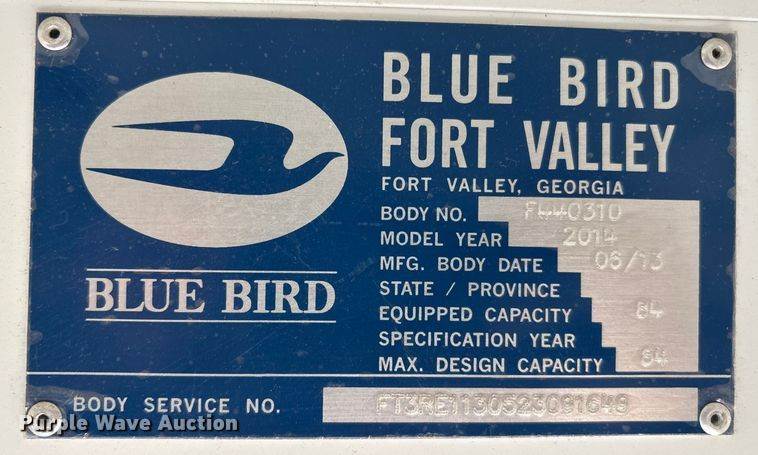 BLUE BIRD
FORT VALLEY
FORT VALLEY, GEORGIA
BODY NO.
MODEL YEAR 2014
MFG. BODY DATE 06/13
STATE / PROVINCE
EQUIPPED CAPACITY 84
SPECIFICATION YEAR
MAX. DESIGN CAPACITY 84
BLUE BIRD
BODY SERVICE NO.
Purple Wave Auction